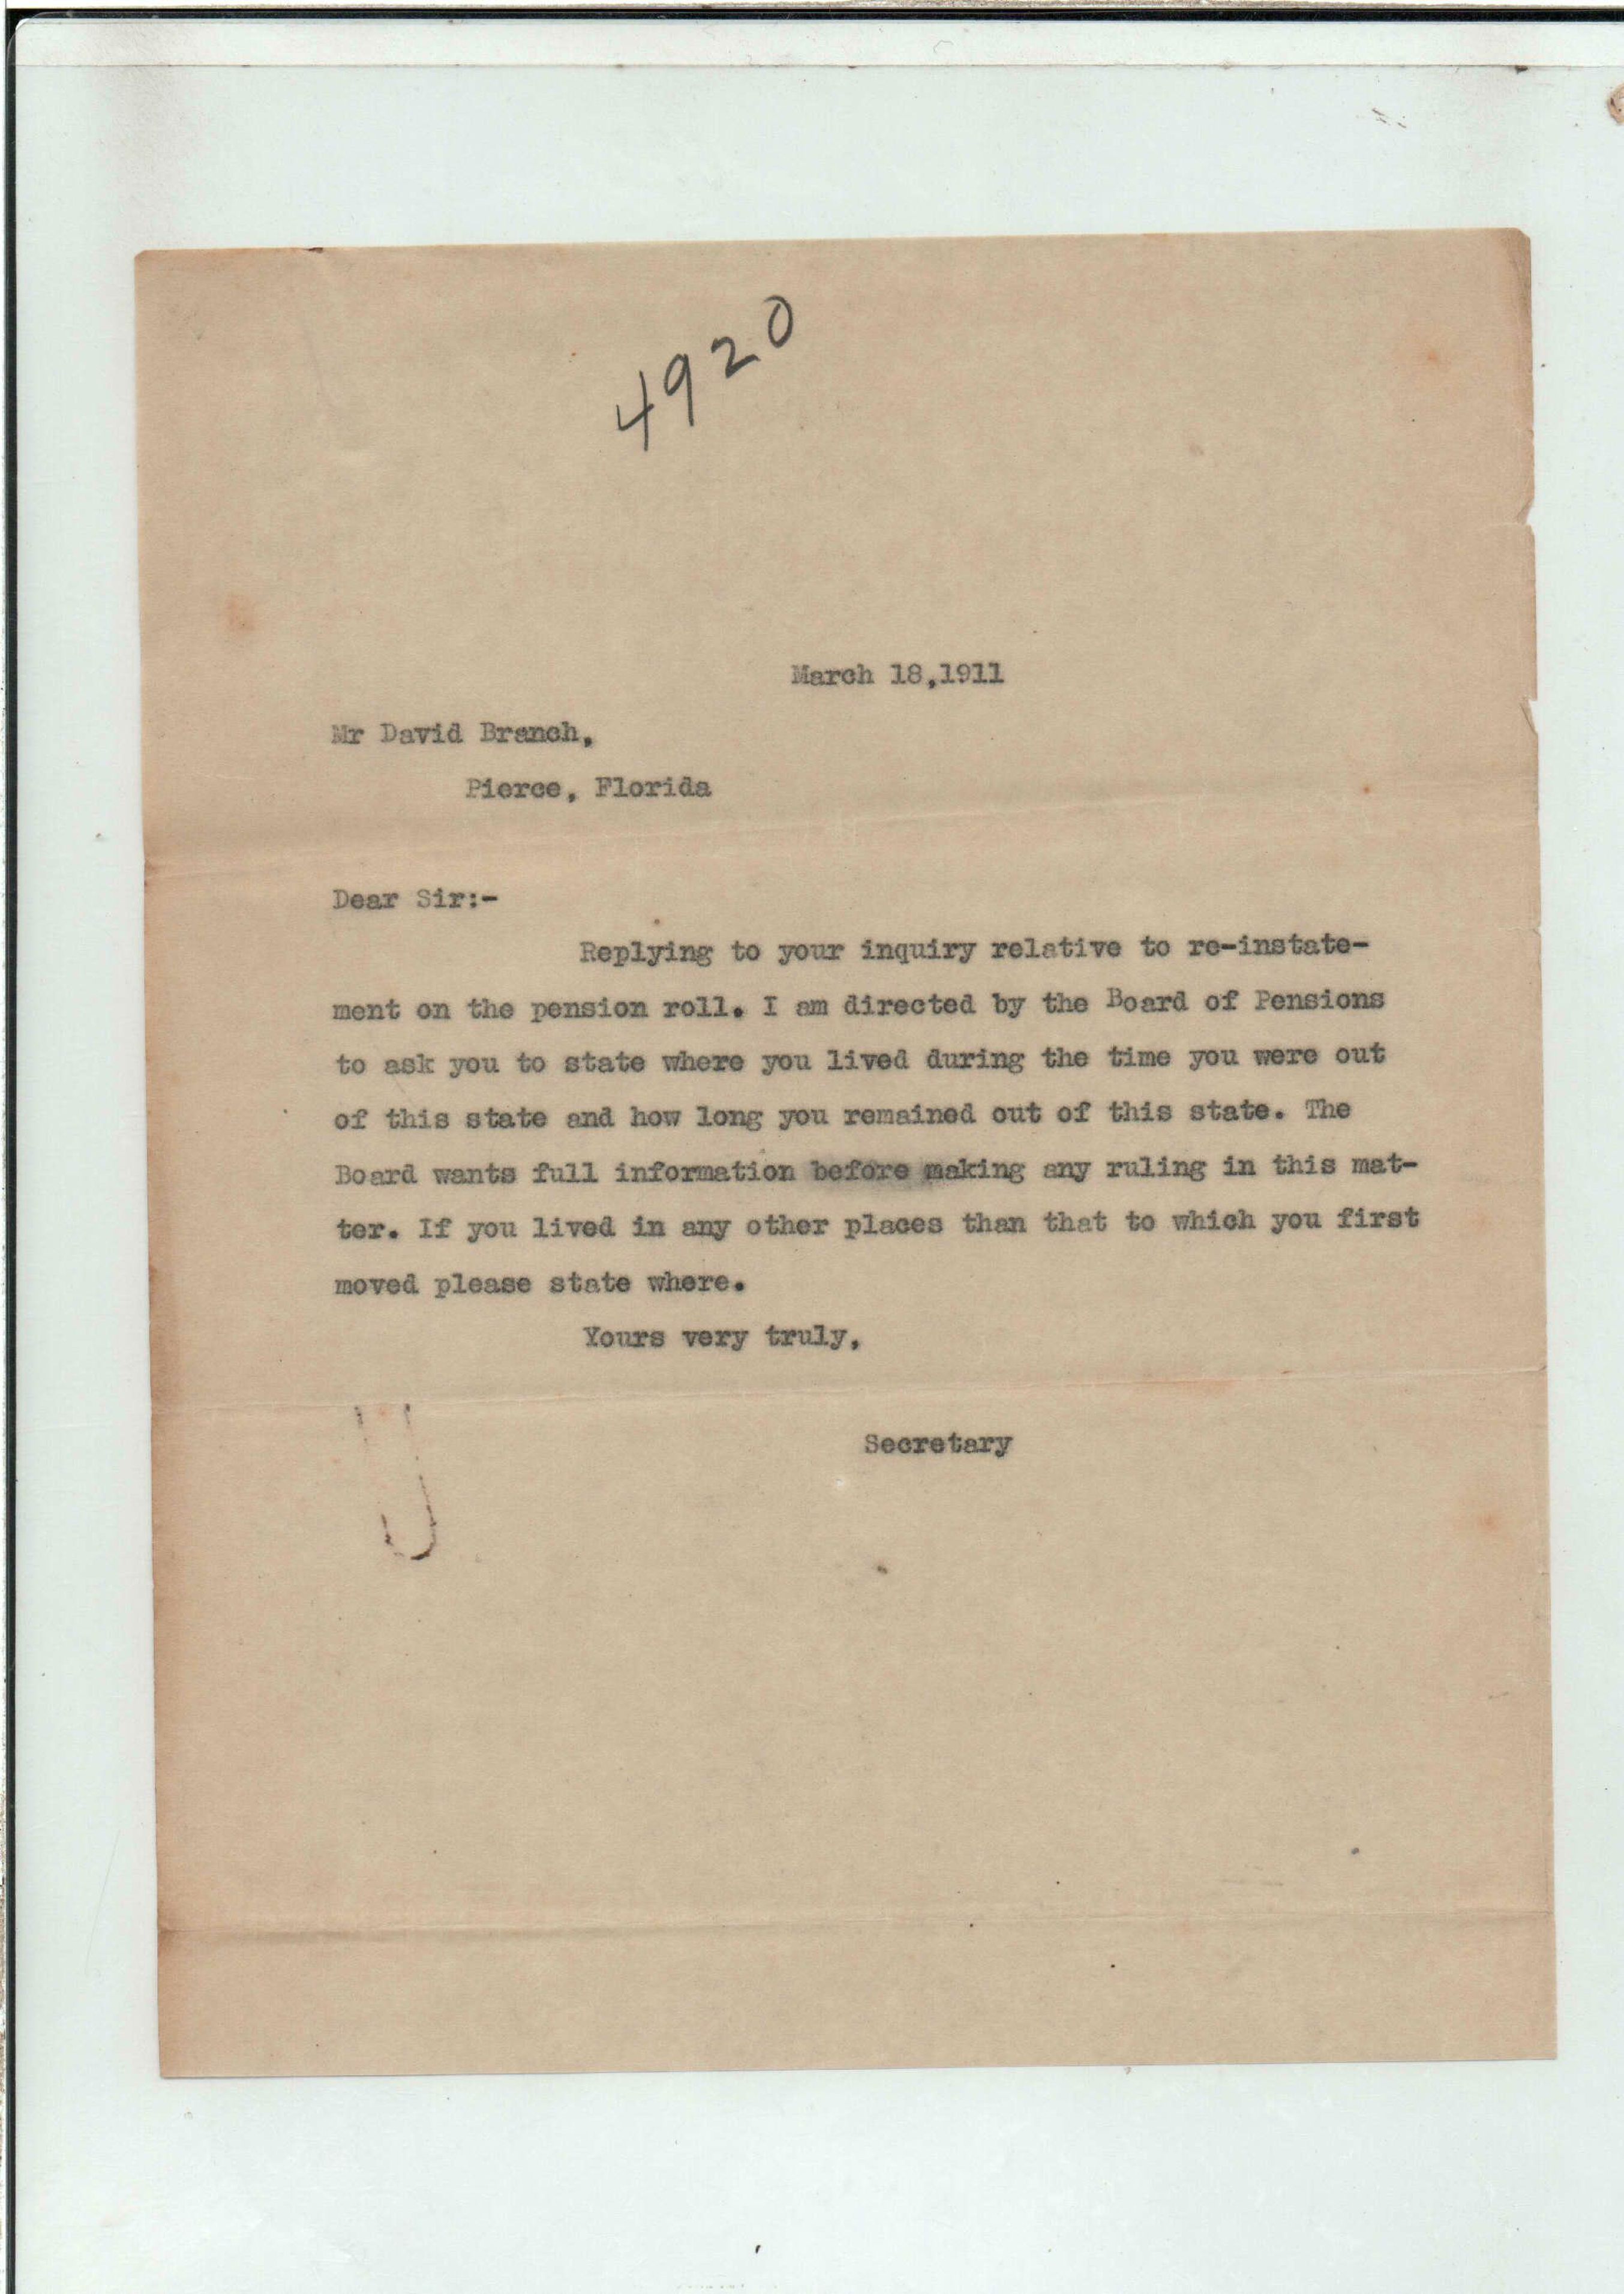 4920
March 18,1911
Mr David Branch,
Pierce, Florida
Dear Sir:-
Replying to your inquiry relative to re-instate-
ment on the pension roll. I am directed by the Board of Pensions
to ask you to state where you lived during the time you were out
of this state and how long you remained out of this state. The
Board wants full information before making any ruling in this mat-
ter. If you lived in any other places than that to which you first
moved please state where.
Yours very truly,
Secretary